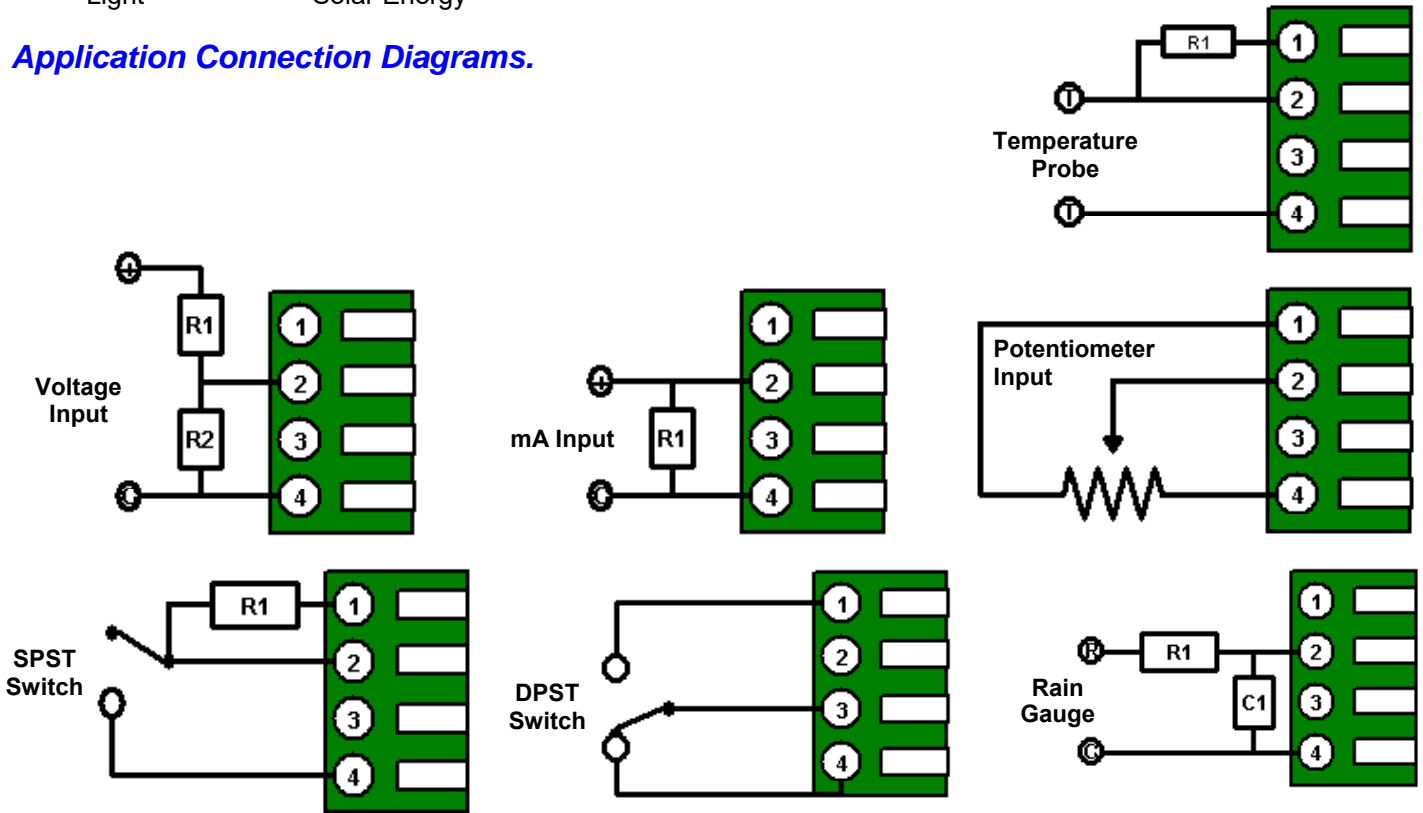 Light Solar Energy
Application Connection Diagrams.
R1
1
2
3
4
T
T
Temperature
Probe
+
R1
R2
C
Voltage
Input
1
2
3
4
+
mA Input
R1
C
1
2
3
4
Potentiometer
Input
1
2
3
4
SPST
Switch
R1
1
2
3
4
DPST
Switch
1
2
3
4
R
R1
Rain
Gauge
C1
C
1
2
3
4